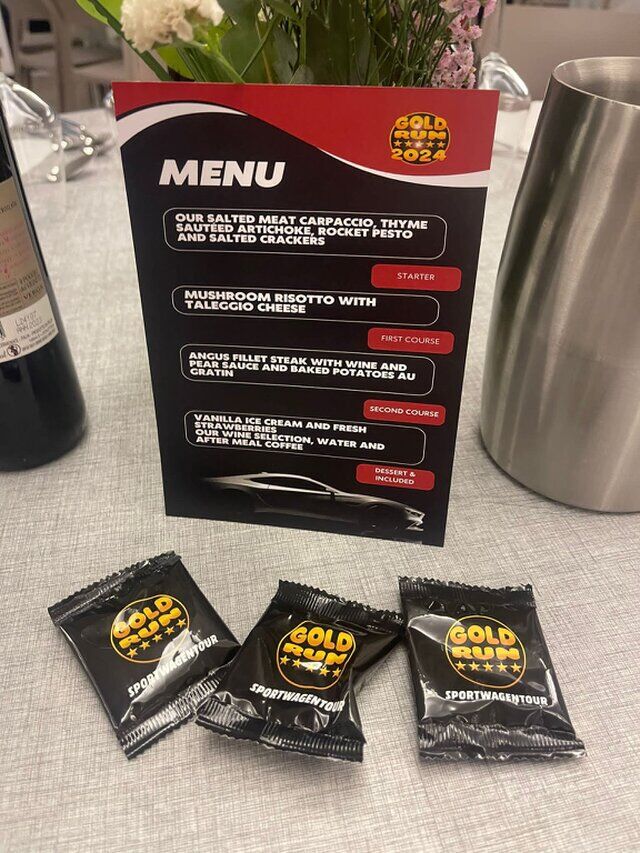 GOLD
RUN
2024
MENU
OUR SALTED MEAT CARPACCIO, THYME
SAUTÉED ARTICHOKE, ROCKET PESTO
AND SALTED CRACKERS
STARTER
MUSHROOM RISOTTO WITH
TALEGGIO CHEESE
FIRST COURSE
ANGUS FILLET STEAK WITH WINE AND
PEAR SAUCE AND BAKED POTATOES AU
GRATIN
SECOND COURSE
VANILLA ICE CREAM AND FRESH
STRAWBERRIES
OUR WINE SELECTION, WATER AND
AFTER MEAL COFFEE
DESSERT &
INCLUDED
GOLD
RUN
SPORTWAGENTOUR
GOLD
RUN
SPORTWAGENTOUR
GOLD
RUN
SPORTWAGENTOUR